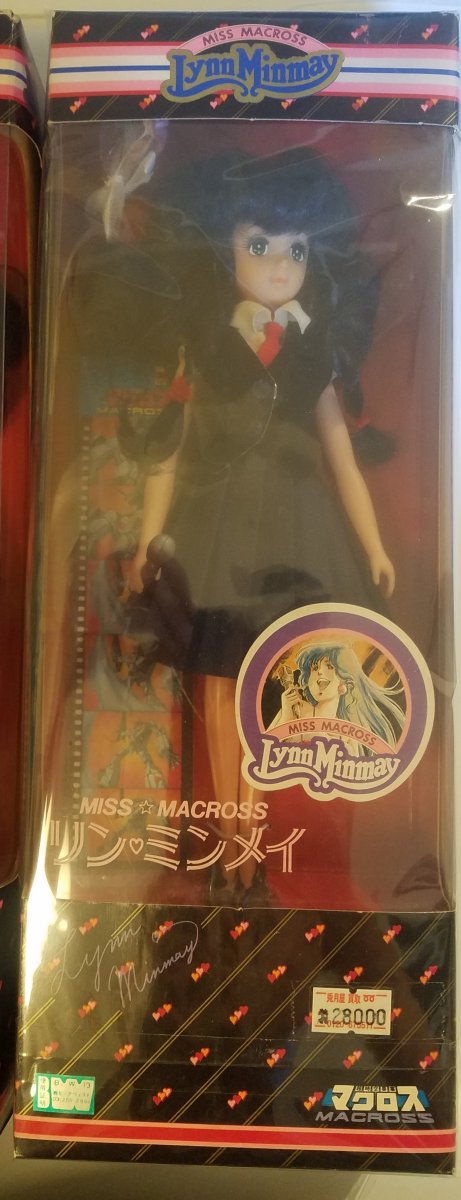 MISS MACROSS
Lynn Minmay
MACROSS
MISS MACROSS
Lynn Minmay
MISS☆MACROSS
リン♡ミンメイ
Lynn
Minmay
28000
マクロス
MACROSS